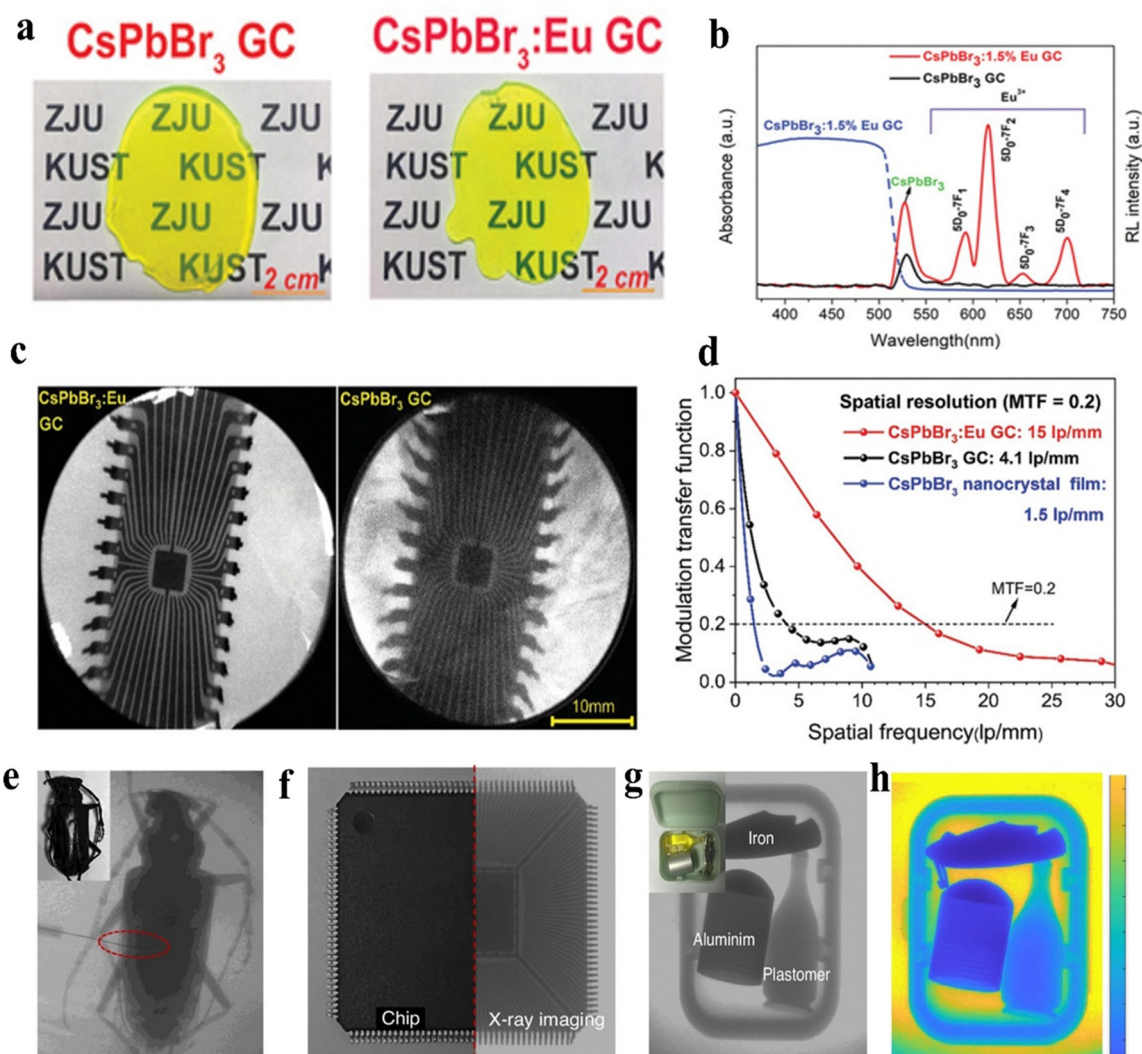 a
CsPbBr₃ GC
CsPbBr₃:Eu GC
ZJU ZJU ZJU
KUST KUST K
ZJU ZJU ZJU
KUST KUST K
2 cm
ZJU ZJU ZJU
KUST KUST K
ZJU ZJU ZJU
KUST KUST K
2 cm
b
CsPbBr₃:1.5% Eu GC
CsPbBr₃ GC
Eu³⁺
CsPbBr₃:1.5% Eu GC
CsPbBr₃
5D₀-7F₁
5D₀-7F₂
5D₀-7F₃
5D₀-7F₄
Absorbance (a.u.)
RL intensity (a.u.)
400 450 500 550 600 650 700 750
Wavelength(nm)
c
CsPbBr₃:Eu
GC
CsPbBr₃ GC
10mm
d
Spatial resolution (MTF = 0.2)
CsPbBr₃:Eu GC: 15 lp/mm
CsPbBr₃ GC: 4.1 lp/mm
CsPbBr₃ nanocrystal film:
1.5 lp/mm
MTF=0.2
Modulation transfer function
1.0
0.8
0.6
0.4
0.2
0.0
0 5 10 15 20 25 30
Spatial frequency(lp/mm)
e
f
Chip
X-ray imaging
g
Iron
Aluminim
Plastomer
h